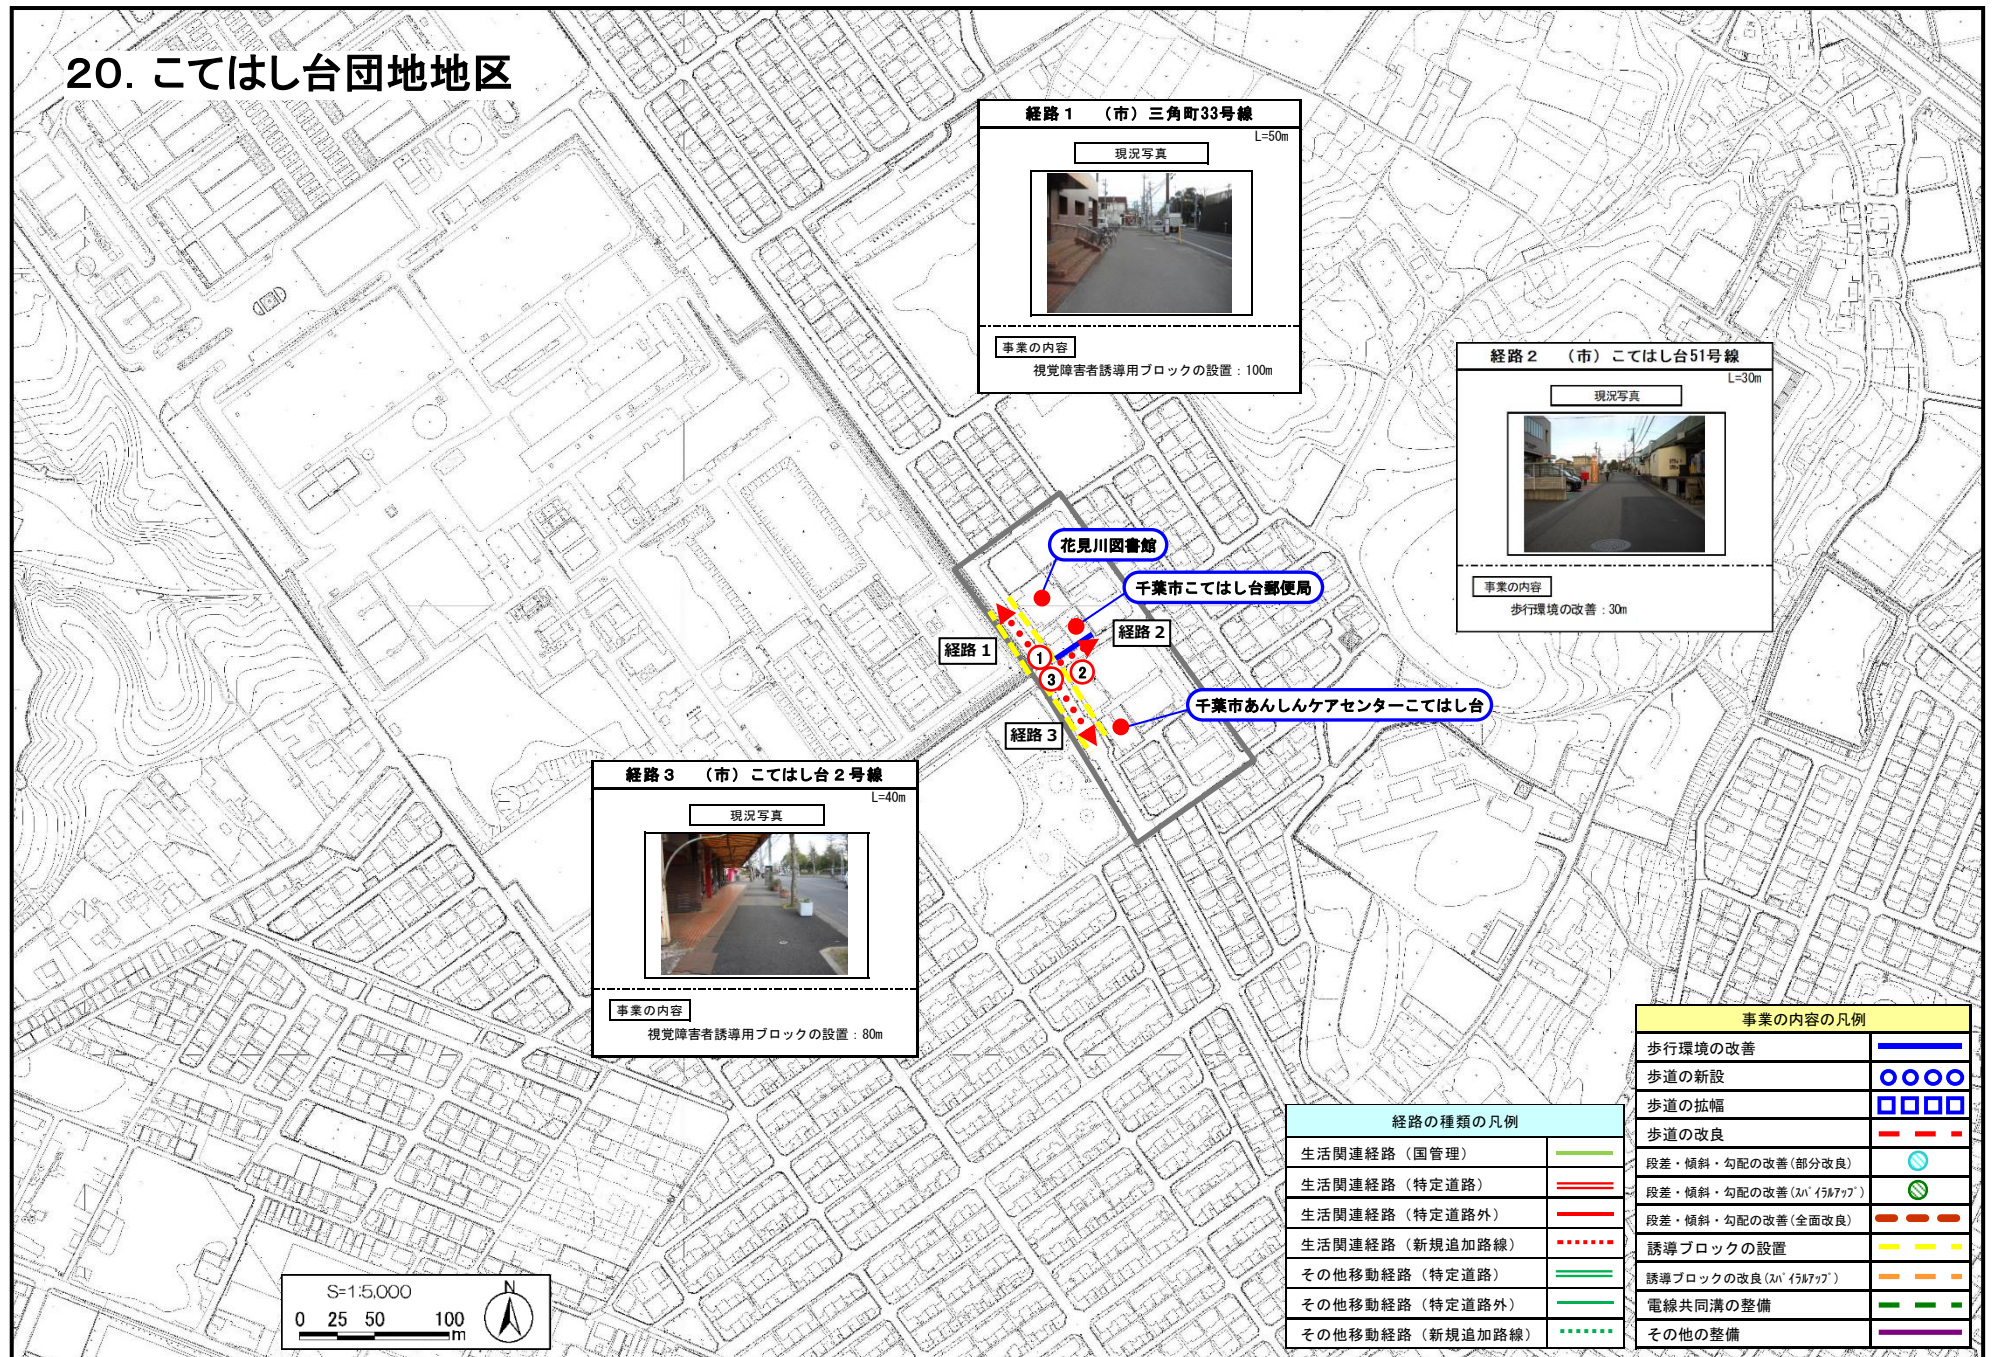 20. こてはし台団地地区
経路1 （市）三角町33号線
L=50m
現況写真
事業の内容
視覚障害者誘導用ブロックの設置：100m
経路2 （市）こてはし台51号線
L=30m
現況写真
事業の内容
歩行環境の改善：30m
花見川図書館
千葉市こてはし台郵便局
経路1
経路2
1
2
3
千葉市あんしんケアセンターこてはし台
経路3
経路3 （市）こてはし台2号線
L=40m
現況写真
事業の内容
視覚障害者誘導用ブロックの設置：80m
事業の内容の凡例
歩行環境の改善
歩道の新設
歩道の拡幅
歩道の改良
段差・傾斜・勾配の改善(部分改良)
段差・傾斜・勾配の改善(ｽﾊﾟｲﾗﾙｱｯﾌﾟ)
段差・傾斜・勾配の改善(全面改良)
誘導ブロックの設置
誘導ブロックの改良(ｽﾊﾟｲﾗﾙｱｯﾌﾟ)
電線共同溝の整備
その他の整備
経路の種類の凡例
生活関連経路（国管理）
生活関連経路（特定道路）
生活関連経路（特定道路外）
生活関連経路（新規追加路線）
その他移動経路（特定道路）
その他移動経路（特定道路外）
その他移動経路（新規追加路線）
S=1:5,000
0 25 50 100
m
N